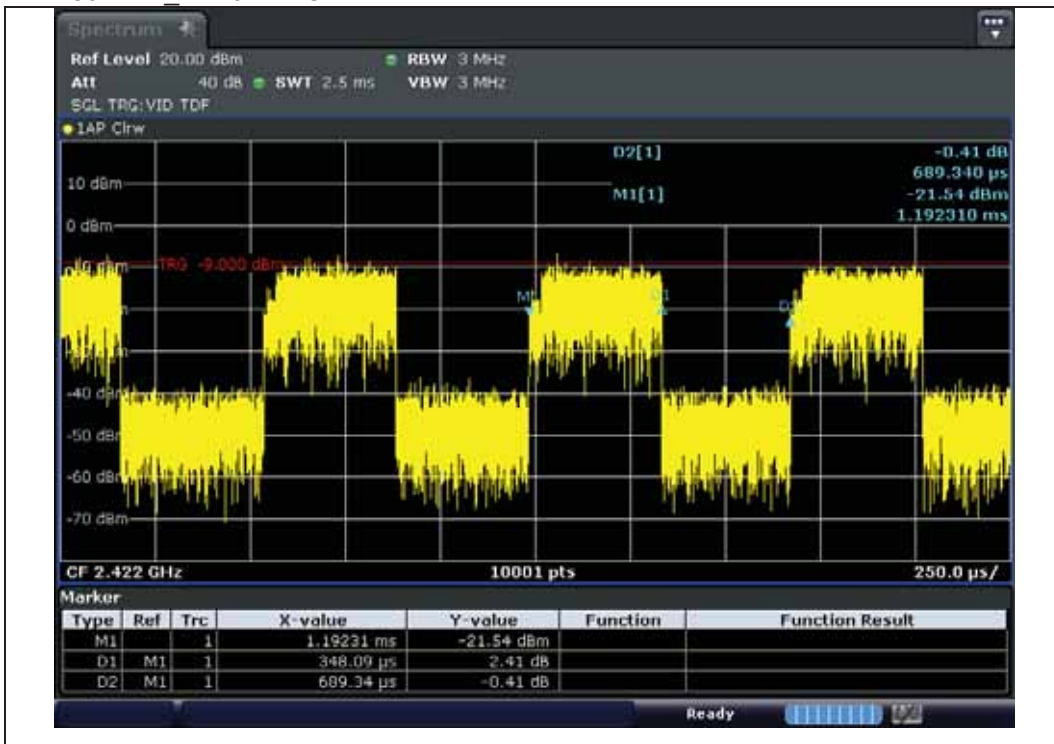 Spectrum
Ref Level 20.00 dBm RBW 3 MHz
Att 40 dB SWT 2.5 ms VBW 3 MHz
SGL TRG:VID TDF
1AP Clrw
D2[1] -0.41 dB
689.340 µs
10 dBm
M1[1] -21.54 dBm
1.192310 ms
0 dBm
TRG -9.000 dBm
M1
D1
-40 dBm
-50 dBm
-60 dBm
-70 dBm
CF 2.422 GHz 10001 pts 250.0 µs/
Marker
Type Ref Trc X-value Y-value Function Function Result
M1 1 1.19231 ms -21.54 dBm
D1 M1 1 348.09 µs 2.41 dB
D2 M1 1 689.34 µs -0.41 dB
Ready